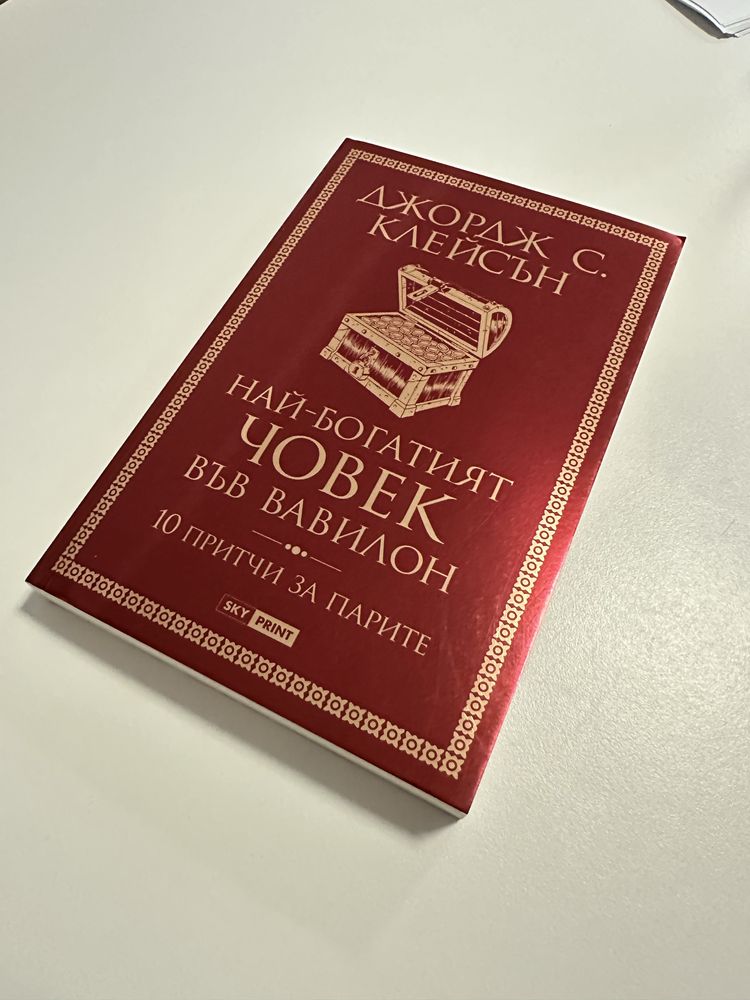 ДЖОРДЖ С.
КЛЕЙСЪН
НАЙ-БОГАТИЯТ
ЧОВЕК
ВЪВ ВАВИЛОН
10 ПРИТЧИ ЗА ПАРИТЕ
SKY PRINT